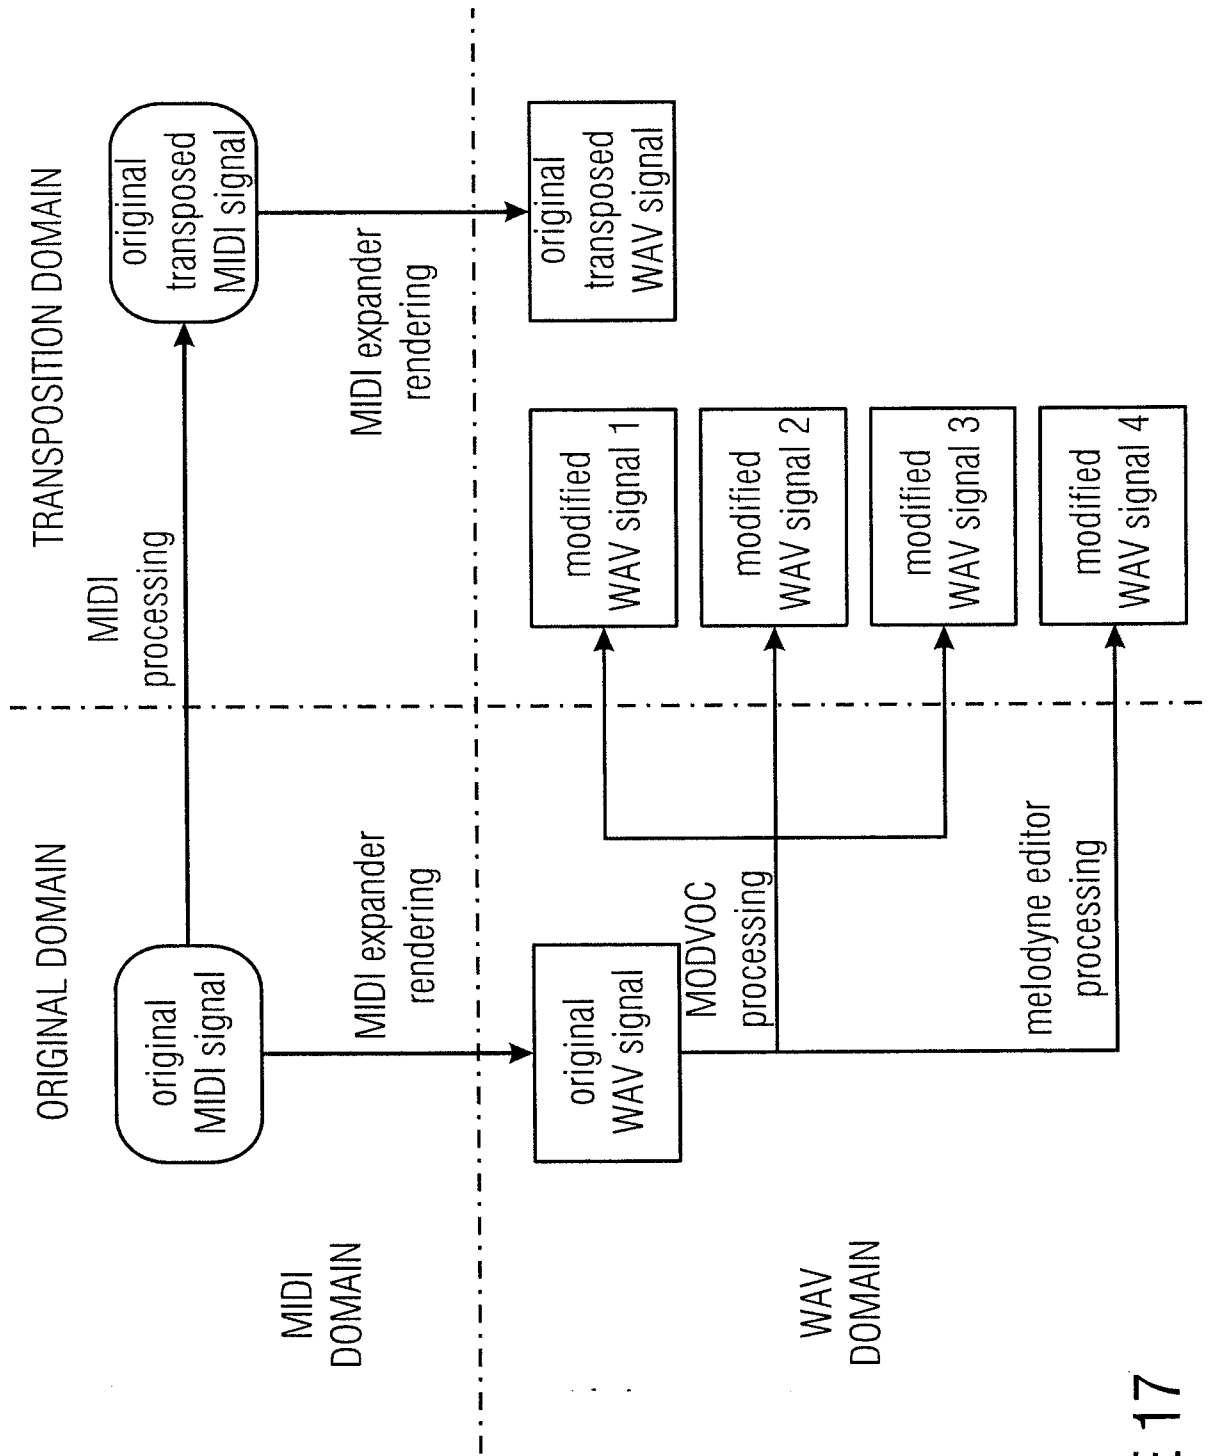 ORIGINAL DOMAIN
TRANSPOSITION DOMAIN
MIDI
processing
original
MIDI signal
original
transposed
MIDI signal
MIDI
DOMAIN
MIDI expander
rendering
MIDI expander
rendering
original
WAV signal
modified
WAV signal 1
original
transposed
WAV signal
MODVOC
processing
modified
WAV signal 2
WAV
DOMAIN
modified
WAV signal 3
melodyne editor
processing
modified
WAV signal 4
17